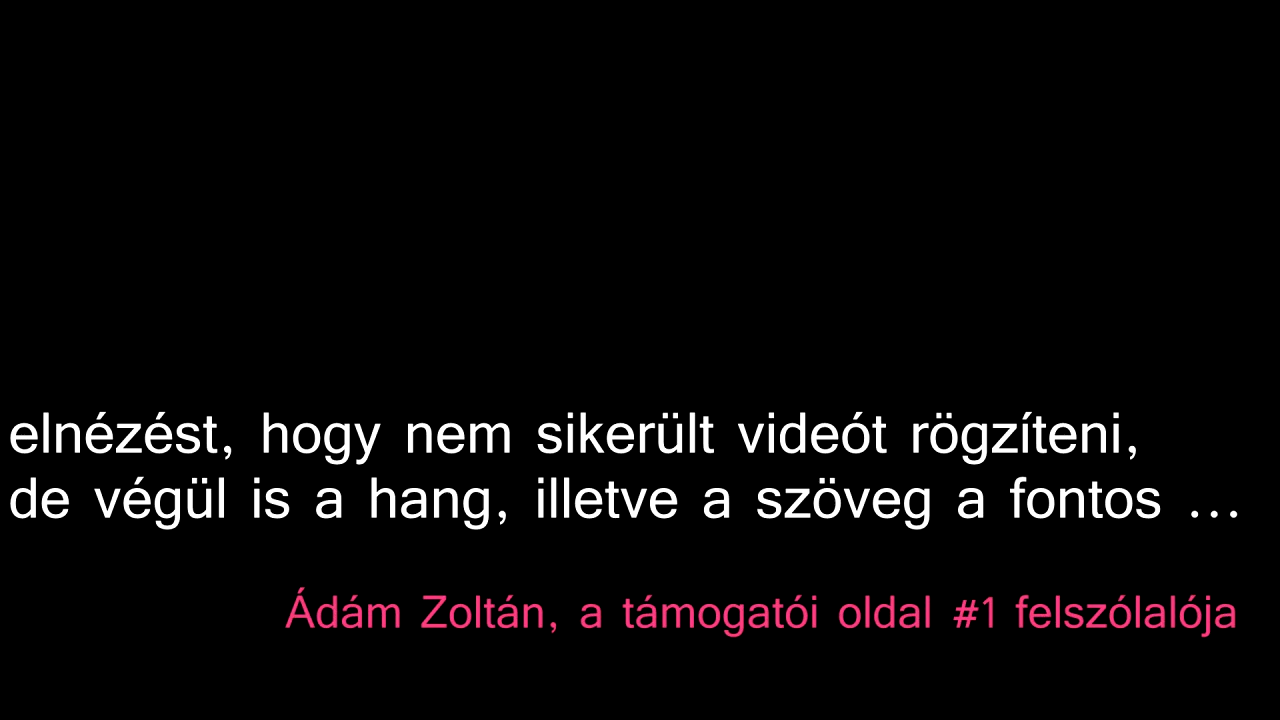 elnézést, hogy nem sikerült videót rögzíteni,
de végül is a hang, illetve a szöveg a fontos ...
Ádám Zoltán, a támogatói oldal #1 felszólalója